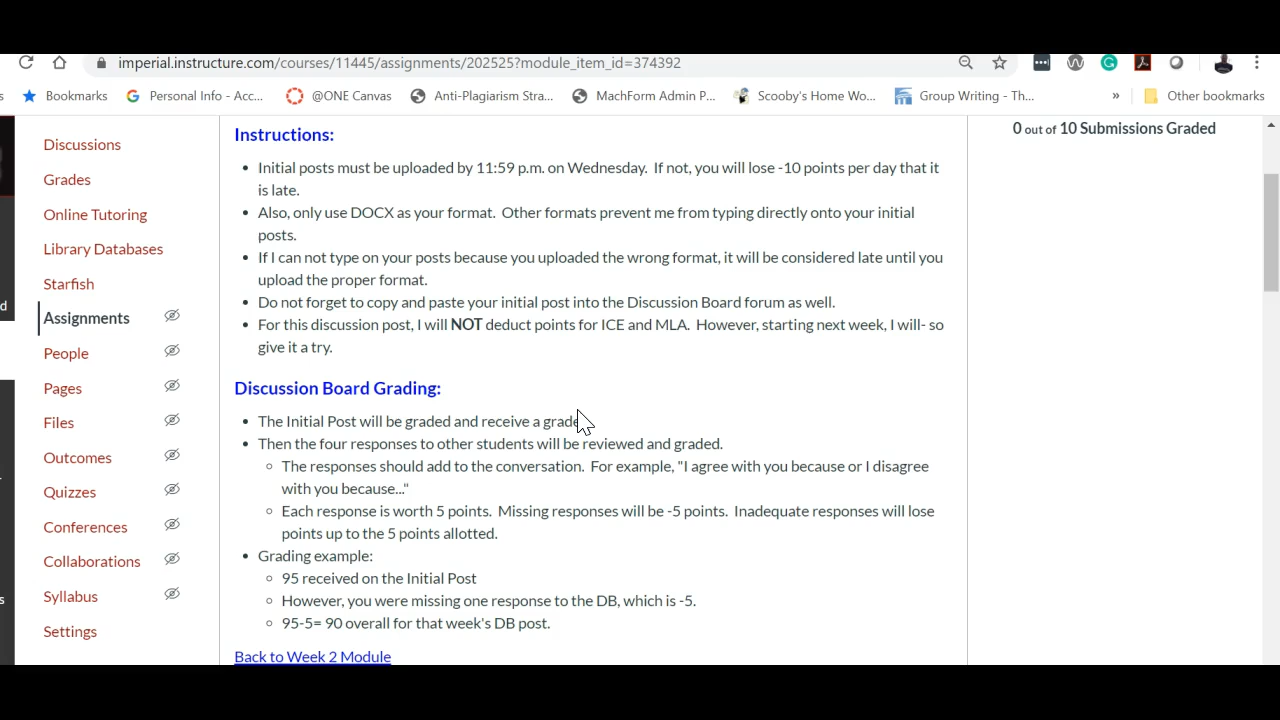 imperial.instructure.com/courses/11445/assignments/202525?module_item_id=374392
Bookmarks
Personal Info - Acc...
@ONE Canvas
Anti-Plagiarism Stra...
MachForm Admin P...
Scooby's Home Wo...
Group Writing - Th...
»
Other bookmarks
Discussions
Grades
Online Tutoring
Library Databases
Starfish
Assignments
People
Pages
Files
Outcomes
Quizzes
Conferences
Collaborations
Syllabus
Settings
Instructions:
• Initial posts must be uploaded by 11:59 p.m. on Wednesday. If not, you will lose -10 points per day that it
is late.
• Also, only use DOCX as your format. Other formats prevent me from typing directly onto your initial
posts.
• If I can not type on your posts because you uploaded the wrong format, it will be considered late until you
upload the proper format.
• Do not forget to copy and paste your initial post into the Discussion Board forum as well.
• For this discussion post, I will NOT deduct points for ICE and MLA. However, starting next week, I will- so
give it a try.
Discussion Board Grading:
• The Initial Post will be graded and receive a grade
• Then the four responses to other students will be reviewed and graded.
◦ The responses should add to the conversation. For example, "I agree with you because or I disagree
with you because..."
◦ Each response is worth 5 points. Missing responses will be -5 points. Inadequate responses will lose
points up to the 5 points allotted.
• Grading example:
◦ 95 received on the Initial Post
◦ However, you were missing one response to the DB, which is -5.
◦ 95-5= 90 overall for that week's DB post.
Back to Week 2 Module
0 out of 10 Submissions Graded